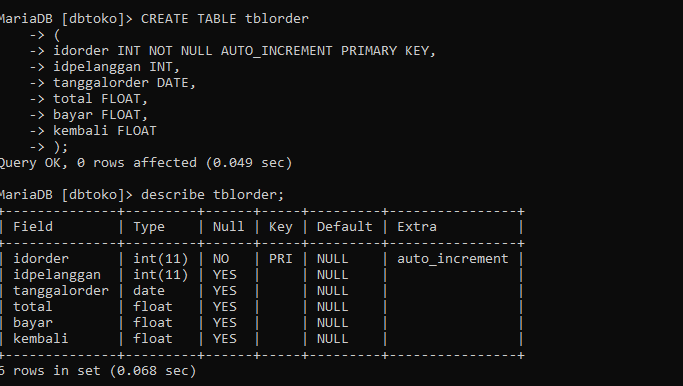 MariaDB [dbtoko]> CREATE TABLE tblorder
    -> (
    -> idorder INT NOT NULL AUTO_INCREMENT PRIMARY KEY,
    -> idpelanggan INT,
    -> tanggalorder DATE,
    -> total FLOAT,
    -> bayar FLOAT,
    -> kembali FLOAT
    -> );
Query OK, 0 rows affected (0.049 sec)

MariaDB [dbtoko]> describe tblorder;
+--------------+---------+------+-----+---------+----------------+
| Field        | Type    | Null | Key | Default | Extra          |
+--------------+---------+------+-----+---------+----------------+
| idorder      | int(11) | NO   | PRI | NULL    | auto_increment |
| idpelanggan  | int(11) | YES  |     | NULL    |                |
| tanggalorder | date    | YES  |     | NULL    |                |
| total        | float   | YES  |     | NULL    |                |
| bayar        | float   | YES  |     | NULL    |                |
| kembali      | float   | YES  |     | NULL    |                |
+--------------+---------+------+-----+---------+----------------+
6 rows in set (0.068 sec)